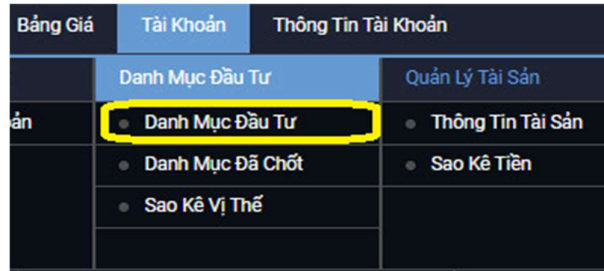 Bảng Giá Tài Khoản Thông Tin Tài Khoản
Danh Mục Đầu Tư Quản Lý Tài Sản
Danh Mục Đầu Tư Thông Tin Tài Sản
Danh Mục Đã Chốt Sao Kê Tiền
Sao Kê Vị Thế